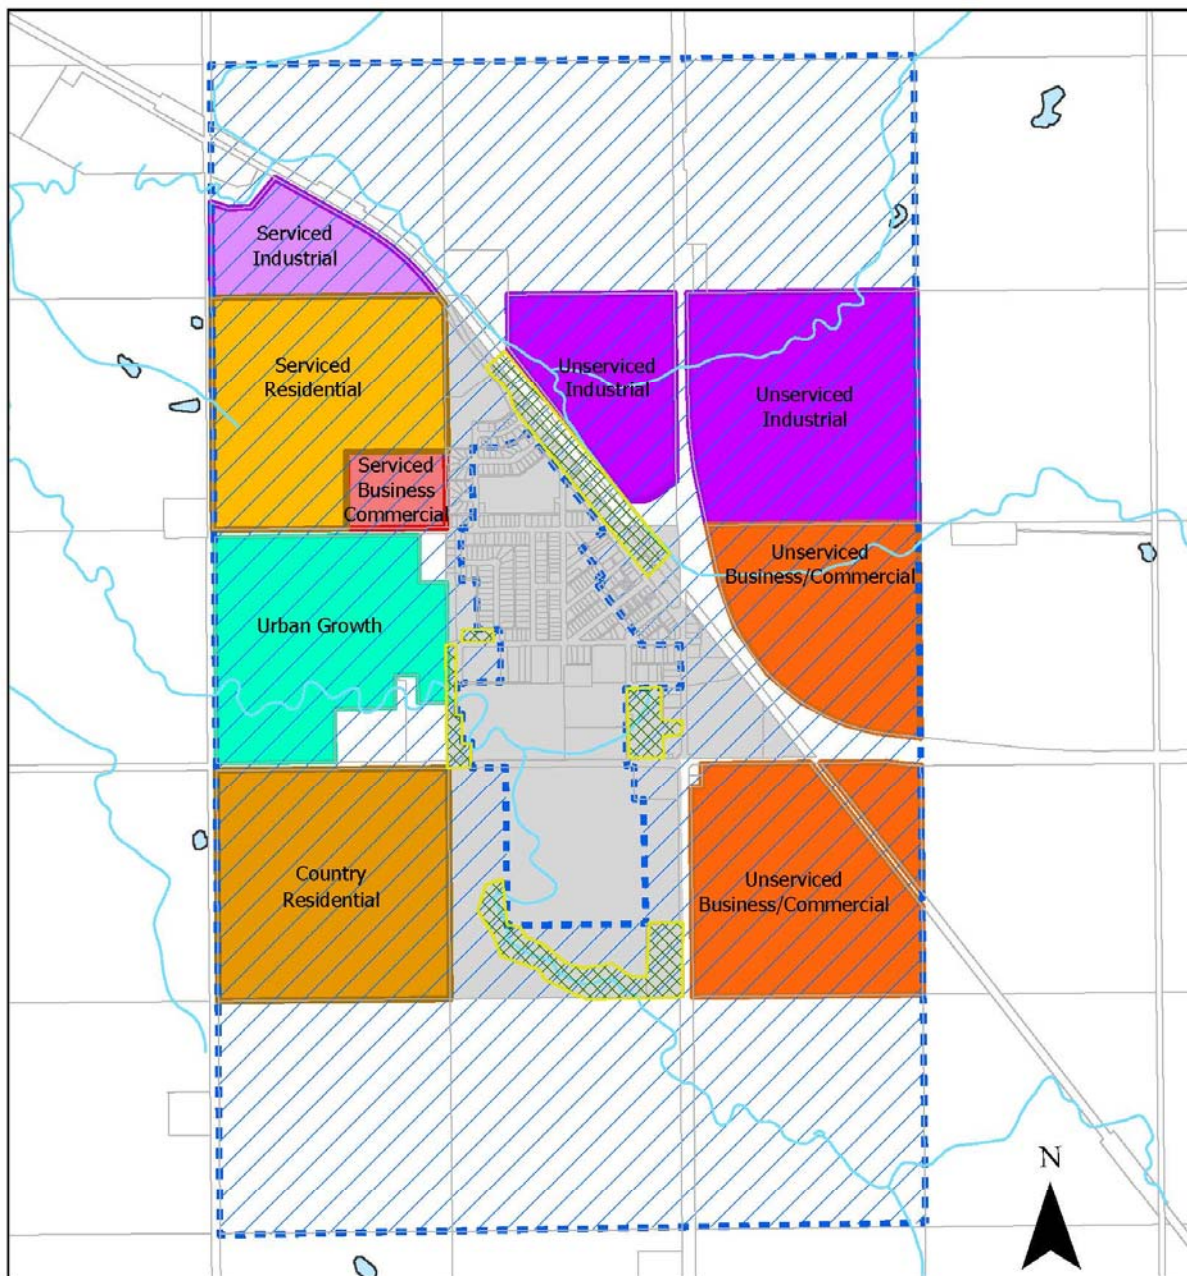 Serviced
Industrial
Serviced
Residential
Unserviced
Industrial
Unserviced
Industrial
Serviced
Business
Commercial
Unserviced
Business/Commercial
Urban Growth
Country
Residential
Unserviced
Business/Commercial
N